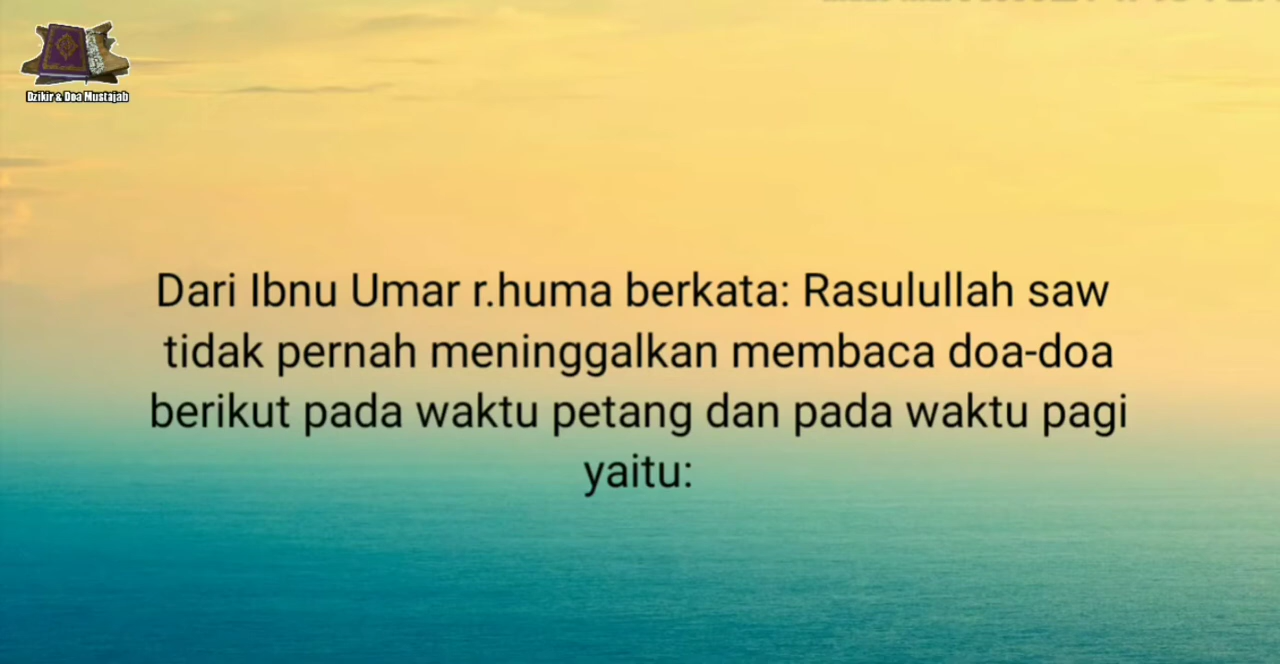 Dzikir & Doa Mustajab
Dari Ibnu Umar r.huma berkata: Rasulullah saw
tidak pernah meninggalkan membaca doa-doa
berikut pada waktu petang dan pada waktu pagi
yaitu: